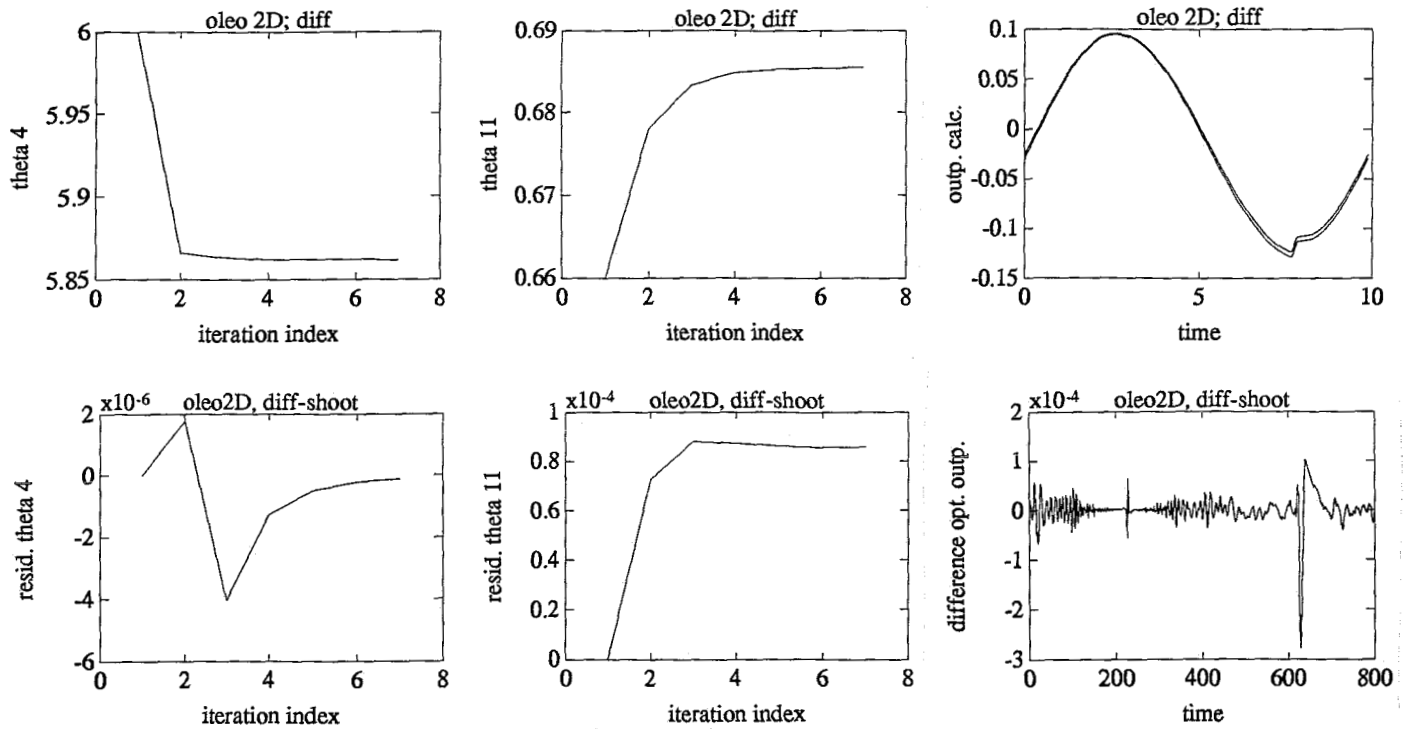 oleo 2D; diff
6
5.95
5.9
5.85
theta 4
0 2 4 6 8
iteration index
oleo 2D; diff
0.69
0.68
0.67
0.66
theta 11
0 2 4 6 8
iteration index
oleo 2D; diff
0.1
0.05
0
-0.05
-0.1
-0.15
outp. calc.
0 5 10
time
x10-6 oleo2D, diff-shoot
2
0
-2
-4
-6
resid. theta 4
0 2 4 6 8
iteration index
x10-4 oleo2D, diff-shoot
1
0.8
0.6
0.4
0.2
0
resid. theta 11
0 2 4 6 8
iteration index
x10-4 oleo2D, diff-shoot
2
1
0
-1
-2
-3
difference opt. outp.
0 200 400 600 800
time